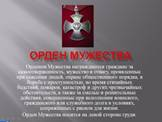 ОРДЕН МУЖЕСТВА
Орденом Мужества награждаются граждане за
самоотверженность, мужество и отвагу, проявленные
при спасении людей, охране общественного порядка, в
борьбе с преступностью, во время стихийных
бедствий, пожаров, катастроф и других чрезвычайных
обстоятельств, а также за смелые и решительные
действия, совершенные при исполнении воинского,
гражданского или служебного долга в условиях,
сопряжённых с риском для жизни.
Орден Мужества носится на левой стороне груди